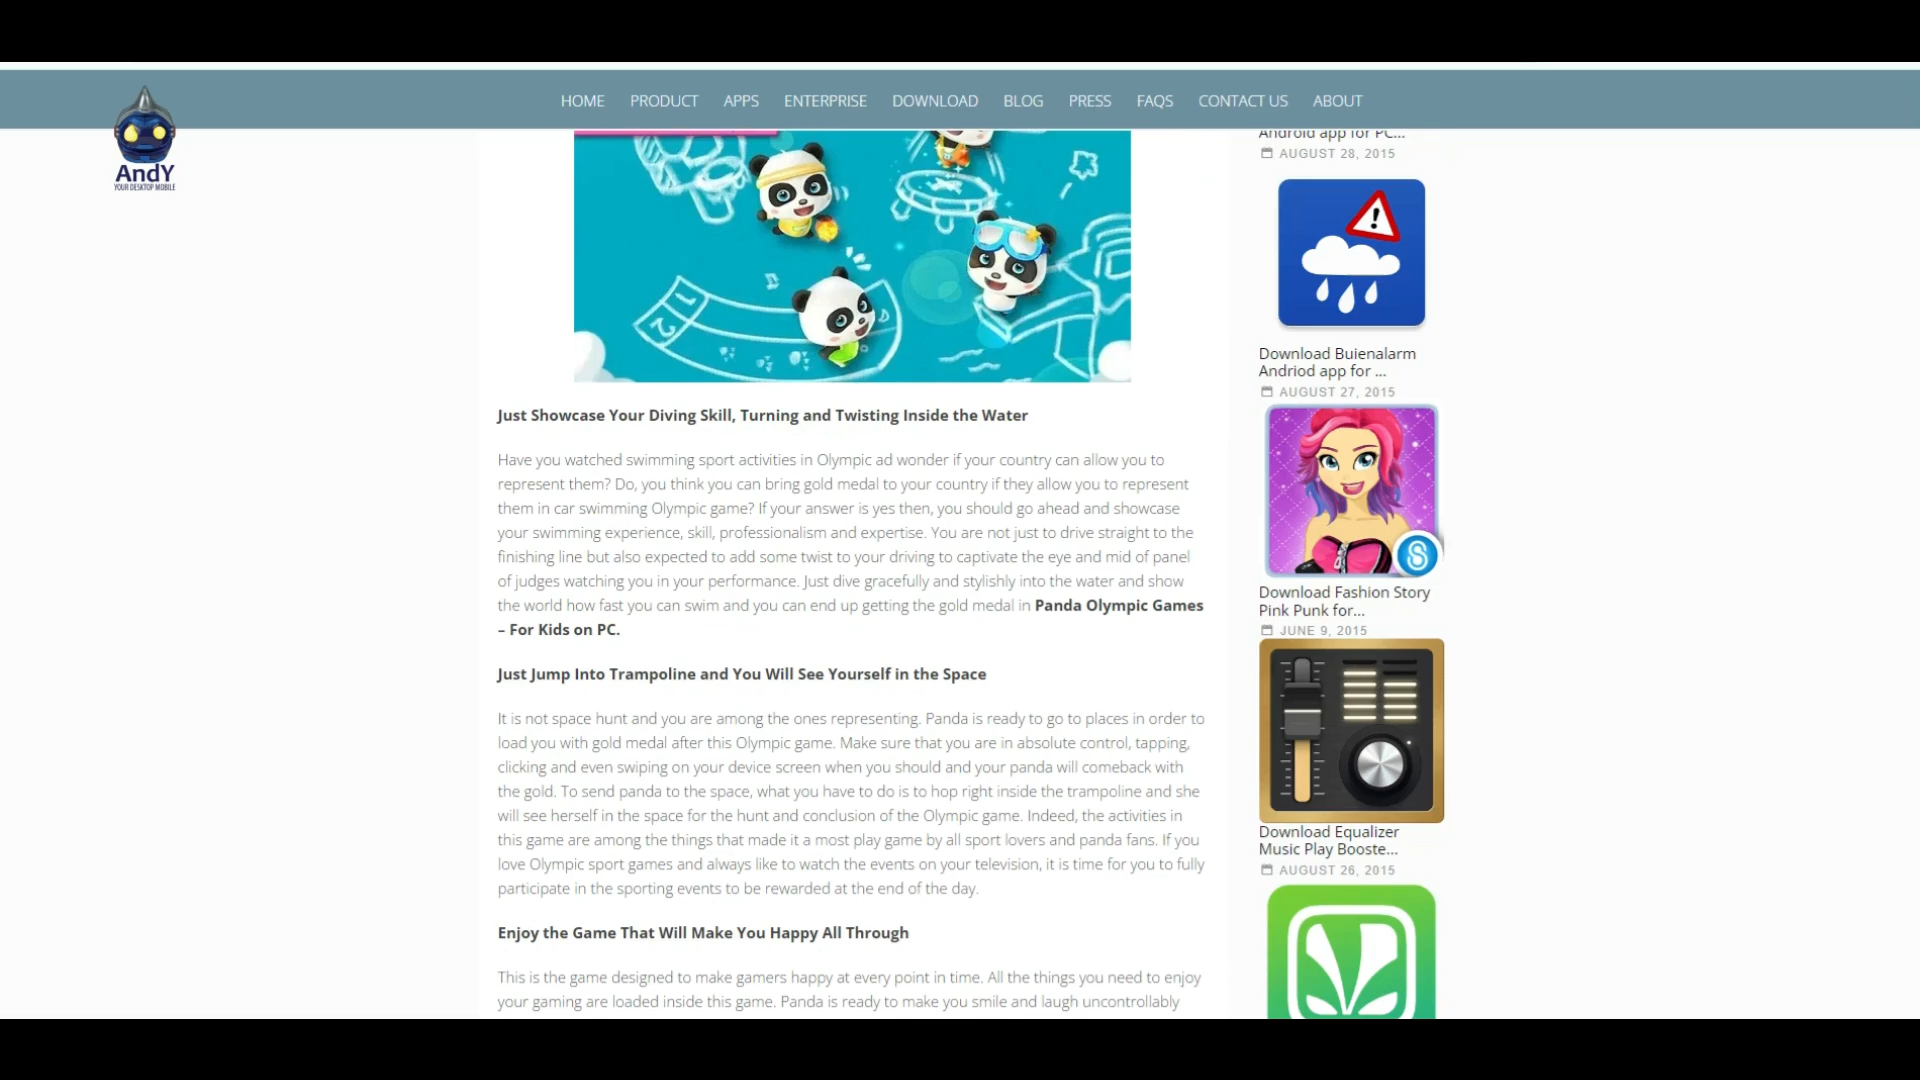 HOME PRODUCT APPS ENTERPRISE DOWNLOAD BLOG PRESS FAQS CONTACT US ABOUT
AndY
YOUR DESKTOP MOBILE
Just Showcase Your Diving Skill, Turning and Twisting Inside the Water
Have you watched swimming sport activities in Olympic ad wonder if your country can allow you to
represent them? Do, you think you can bring gold medal to your country if they allow you to represent
them in car swimming Olympic game? If your answer is yes then, you should go ahead and showcase
your swimming experience, skill, professionalism and expertise. You are not just to drive straight to the
finishing line but also expected to add some twist to your driving to captivate the eye and mid of panel
of judges watching you in your performance. Just dive gracefully and stylishly into the water and show
the world how fast you can swim and you can end up getting the gold medal in Panda Olympic Games
– For Kids on PC.
Just Jump Into Trampoline and You Will See Yourself in the Space
It is not space hunt and you are among the ones representing. Panda is ready to go to places in order to
load you with gold medal after this Olympic game. Make sure that you are in absolute control, tapping,
clicking and even swiping on your device screen when you should and your panda will comeback with
the gold. To send panda to the space, what you have to do is to hop right inside the trampoline and she
will see herself in the space for the hunt and conclusion of the Olympic game. Indeed, the activities in
this game are among the things that made it a most play game by all sport lovers and panda fans. If you
love Olympic sport games and always like to watch the events on your television, it is time for you to fully
participate in the sporting events to be rewarded at the end of the day.
Enjoy the Game That Will Make You Happy All Through
This is the game designed to make gamers happy at every point in time. All the things you need to enjoy
your gaming are loaded inside this game. Panda is ready to make you smile and laugh uncontrollably
1
2
Android app for PC...
AUGUST 28, 2015
Download Buienalarm
Andriod app for ...
AUGUST 27, 2015
S
Download Fashion Story
Pink Punk for...
JUNE 9, 2015
Download Equalizer
Music Play Booste...
AUGUST 26, 2015